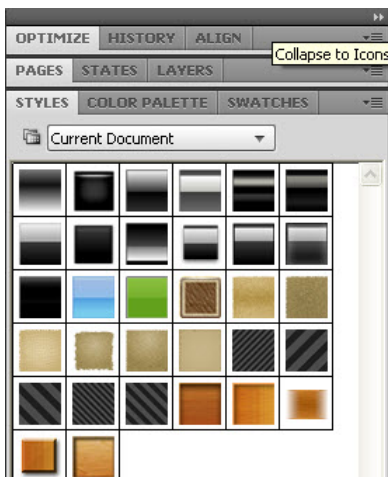 OPTIMIZE HISTORY ALIGN
Collapse to Icons
PAGES STATES LAYERS
STYLES COLOR PALETTE SWATCHES
Current Document